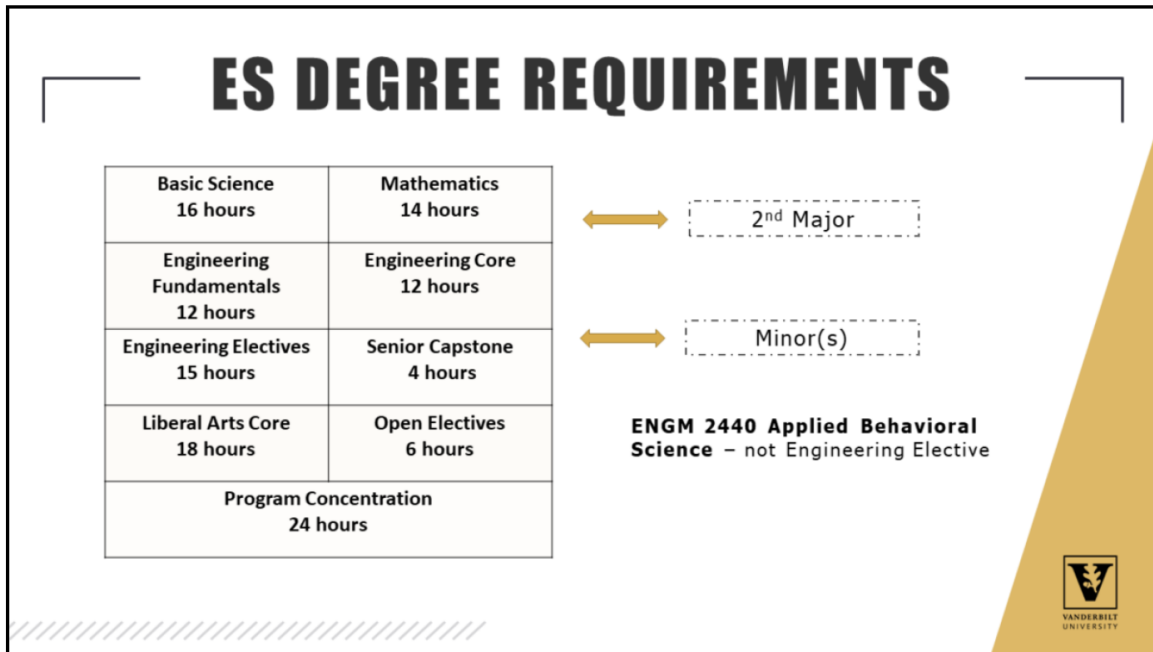 ES DEGREE REQUIREMENTS
Basic Science
16 hours
Mathematics
14 hours
Engineering
Fundamentals
12 hours
Engineering Core
12 hours
Engineering Electives
15 hours
Senior Capstone
4 hours
Liberal Arts Core
18 hours
Open Electives
6 hours
Program Concentration
24 hours
2nd Major
Minor(s)
ENGM 2440 Applied Behavioral
Science – not Engineering Elective
V
VANDERBILT
UNIVERSITY